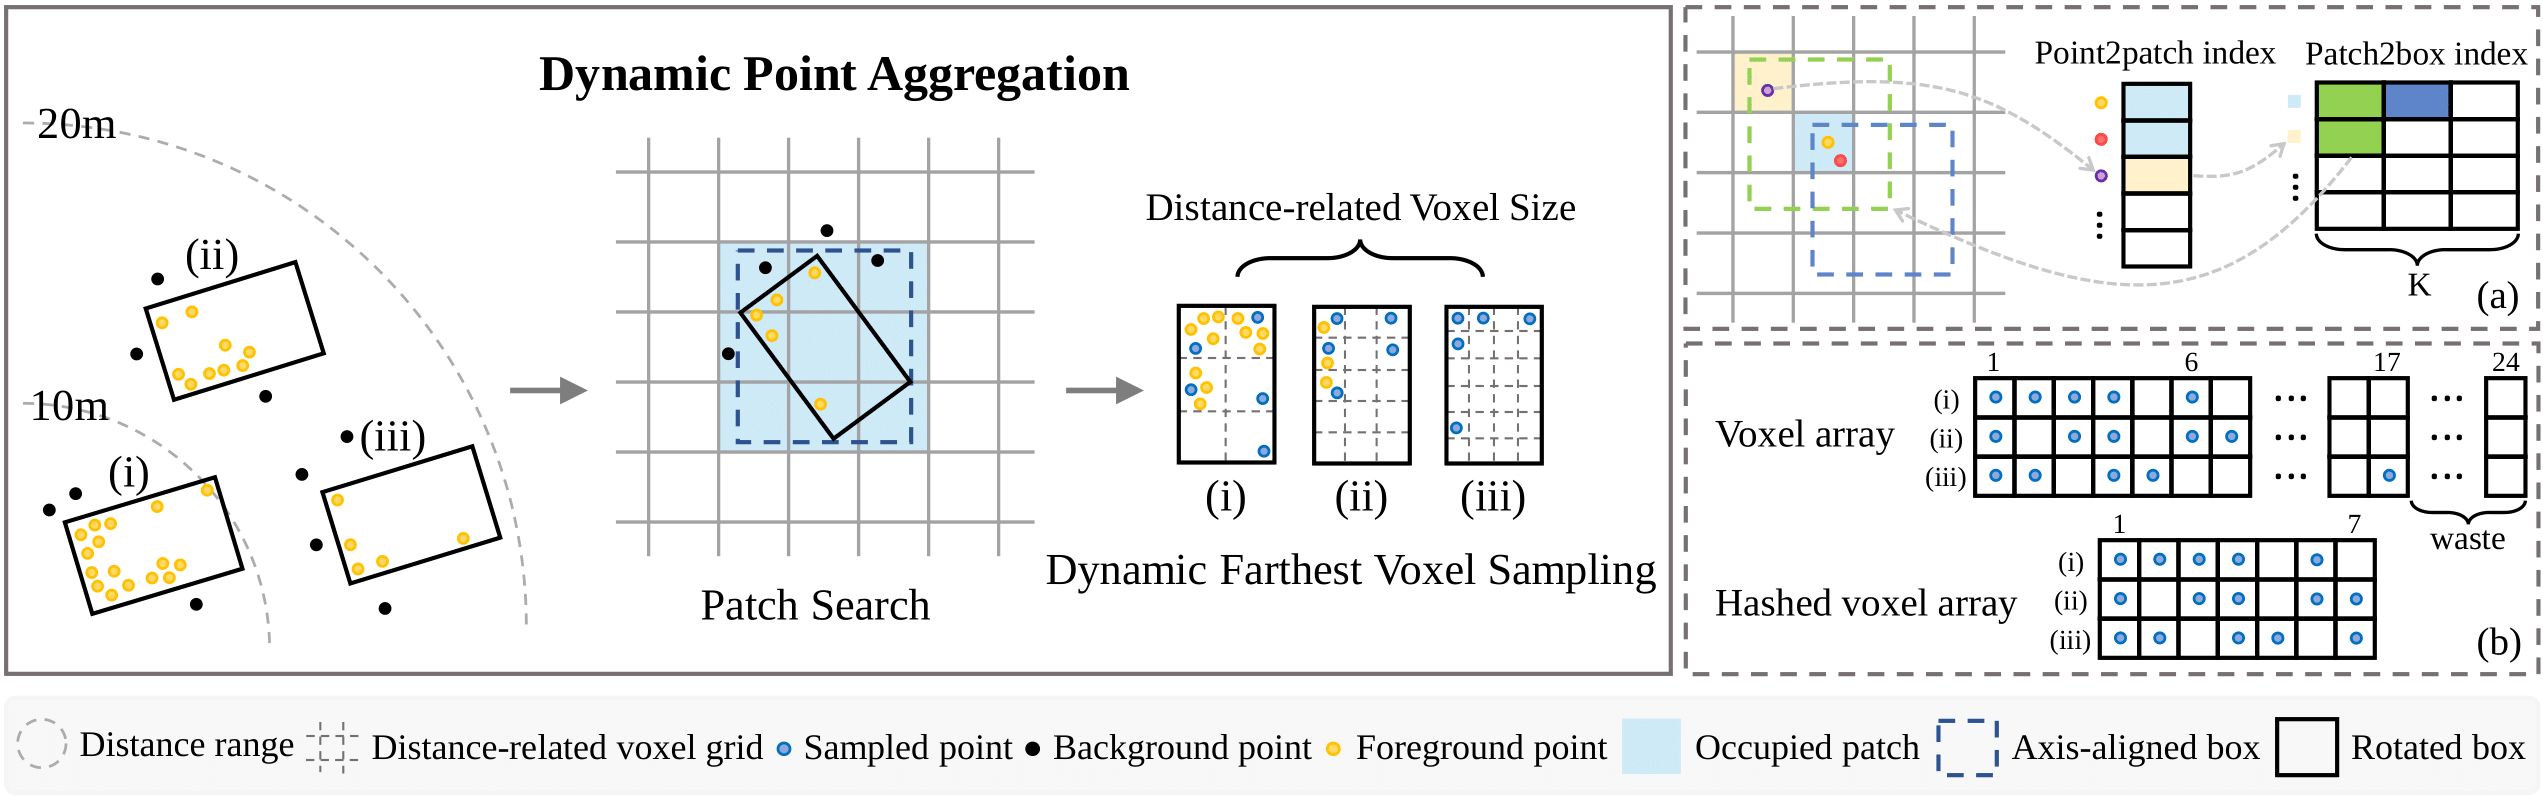 Dynamic Point Aggregation
20m
10m
(ii)
(iii)
(i)
Patch Search
Distance-related Voxel Size
(i)
(ii)
(iii)
Dynamic Farthest Voxel Sampling
Point2patch index
Patch2box index
K
(a)
1
6
17
24
Voxel array
(i)
(ii)
(iii)
waste
1
7
Hashed voxel array
(i)
(ii)
(iii)
(b)
Distance range
Distance-related voxel grid
Sampled point
Background point
Foreground point
Occupied patch
Axis-aligned box
Rotated box